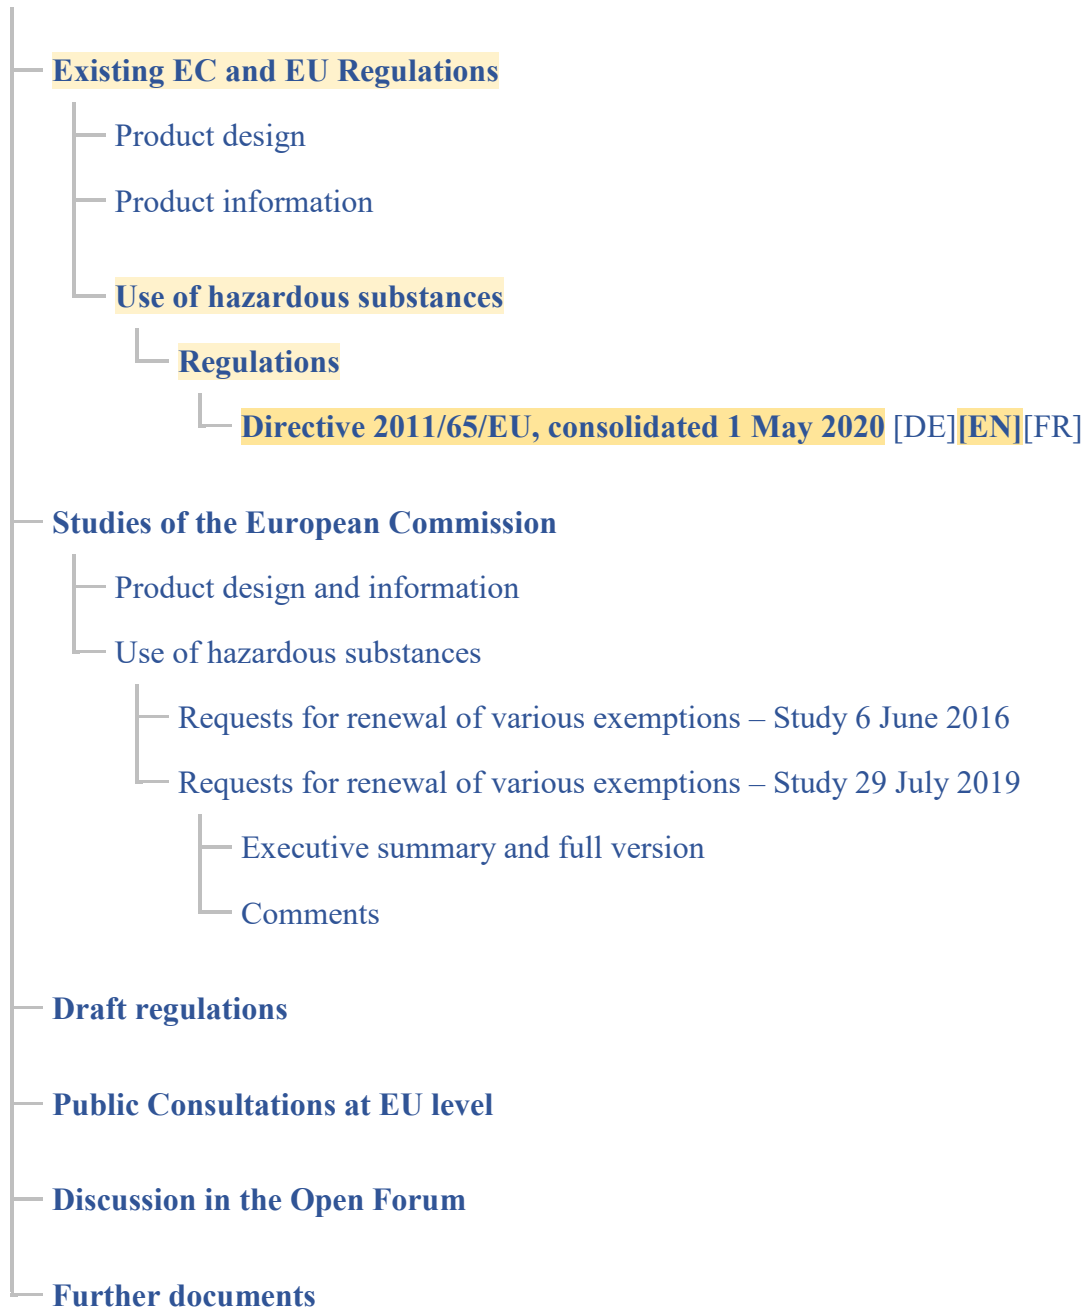 Existing EC and EU Regulations
Product design
Product information
Use of hazardous substances
Regulations
Directive 2011/65/EU, consolidated 1 May 2020 [DE][EN][FR]
Studies of the European Commission
Product design and information
Use of hazardous substances
Requests for renewal of various exemptions – Study 6 June 2016
Requests for renewal of various exemptions – Study 29 July 2019
Executive summary and full version
Comments
Draft regulations
Public Consultations at EU level
Discussion in the Open Forum
Further documents